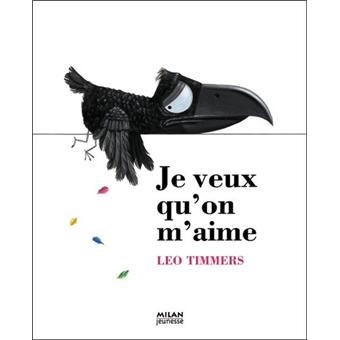 Je veux
qu'on
m'aime
LEO TIMMERS
MILAN
jeunesse